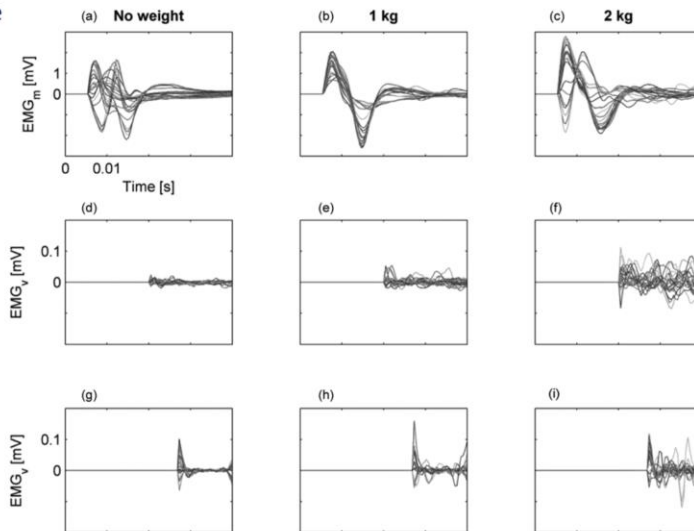 e
(a) No weight
(b) 1 kg
(c) 2 kg
EMGm [mV]
1
0
0 0.01
Time [s]
(d)
(e)
(f)
EMGv [mV]
0.1
0
(g)
(h)
(i)
EMGv [mV]
0.1
0